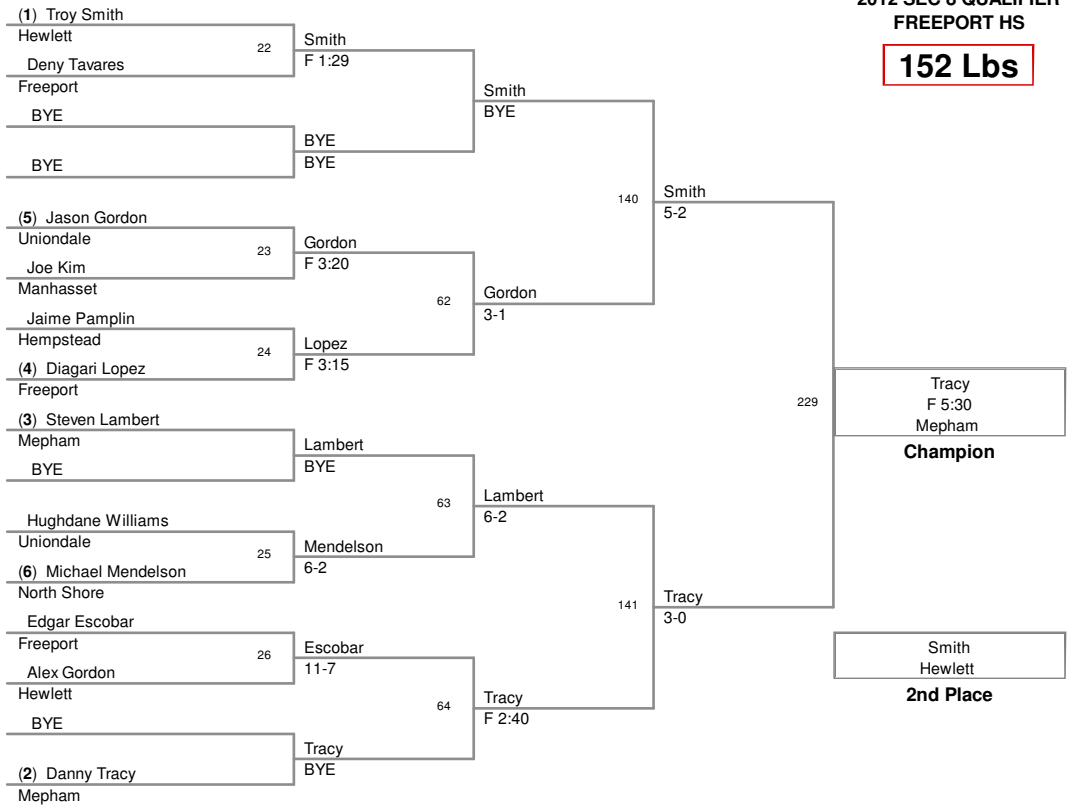 2012 SEC 8 QUALIFIER
FREEPORT HS
152 Lbs
(1) Troy Smith
Hewlett
Deny Tavares
Freeport
BYE
BYE
(5) Jason Gordon
Uniondale
Joe Kim
Manhasset
Jaime Pamplin
Hempstead
(4) Diagari Lopez
Freeport
(3) Steven Lambert
Mepham
BYE
Hughdane Williams
Uniondale
(6) Michael Mendelson
North Shore
Edgar Escobar
Freeport
Alex Gordon
Hewlett
BYE
(2) Danny Tracy
Mepham
22
Smith
F 1:29
BYE
BYE
23
Gordon
F 3:20
24
Lopez
F 3:15
Lambert
BYE
25
Mendelson
6-2
26
Escobar
11-7
Tracy
BYE
Smith
BYE
62
Gordon
3-1
63
Lambert
6-2
64
Tracy
F 2:40
140
Smith
5-2
141
Tracy
3-0
229
Tracy
F 5:30
Mepham
Champion
Smith
Hewlett
2nd Place